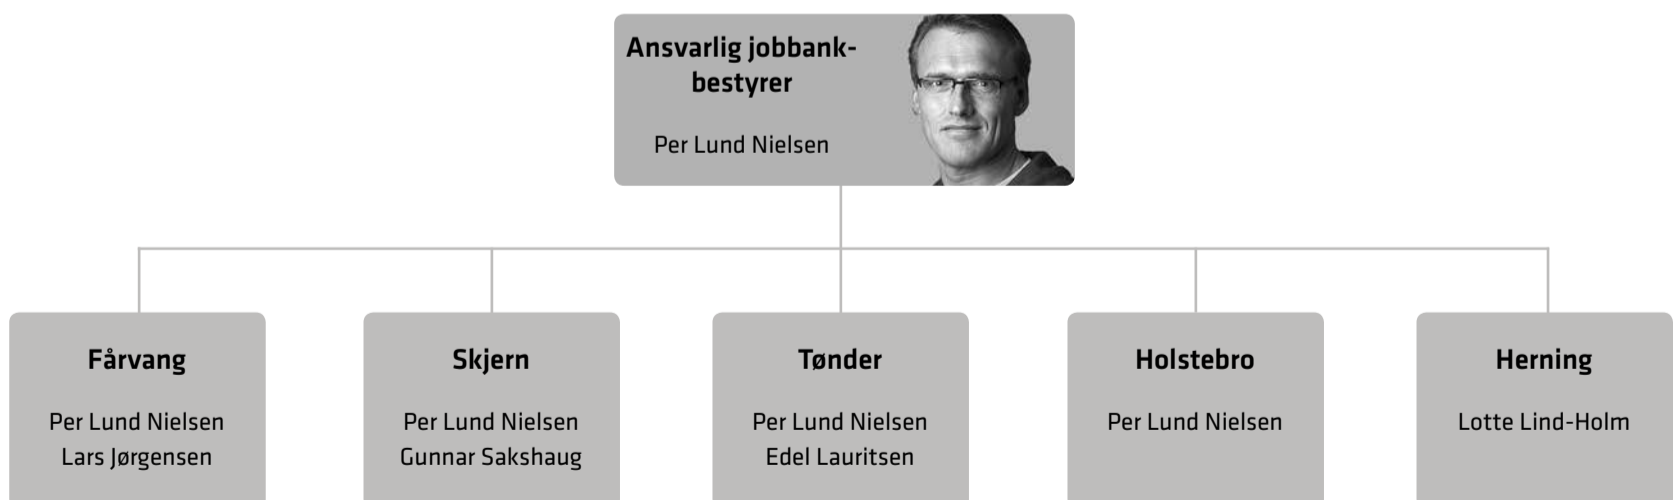 Ansvarlig jobbank-
bestyrer
Per Lund Nielsen
Fårvang
Per Lund Nielsen
Lars Jørgensen
Skjern
Per Lund Nielsen
Gunnar Sakshaug
Tønder
Per Lund Nielsen
Edel Lauritsen
Holstebro
Per Lund Nielsen
Herning
Lotte Lind-Holm